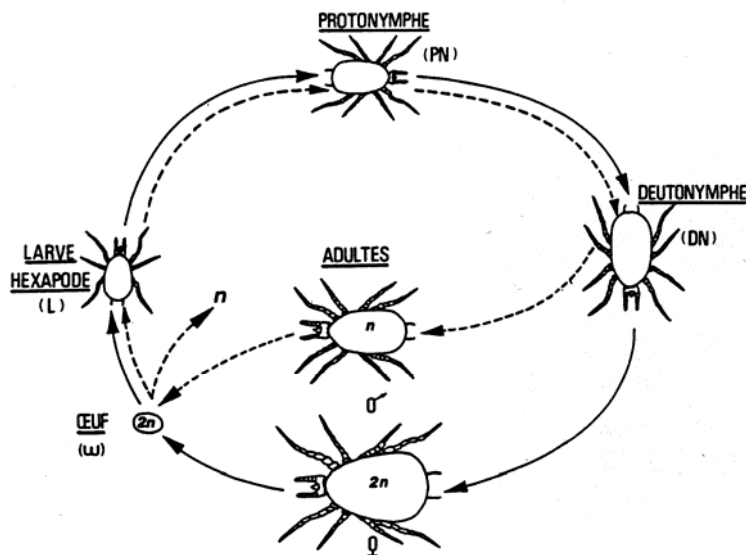 PROTONYMPHE
(PN)
DEUTONYMPHE
(DN)
LARVE
HEXAPODE
(L)
n
ADULTES
n
♂
ŒUF
(ω)
2n
2n
♀